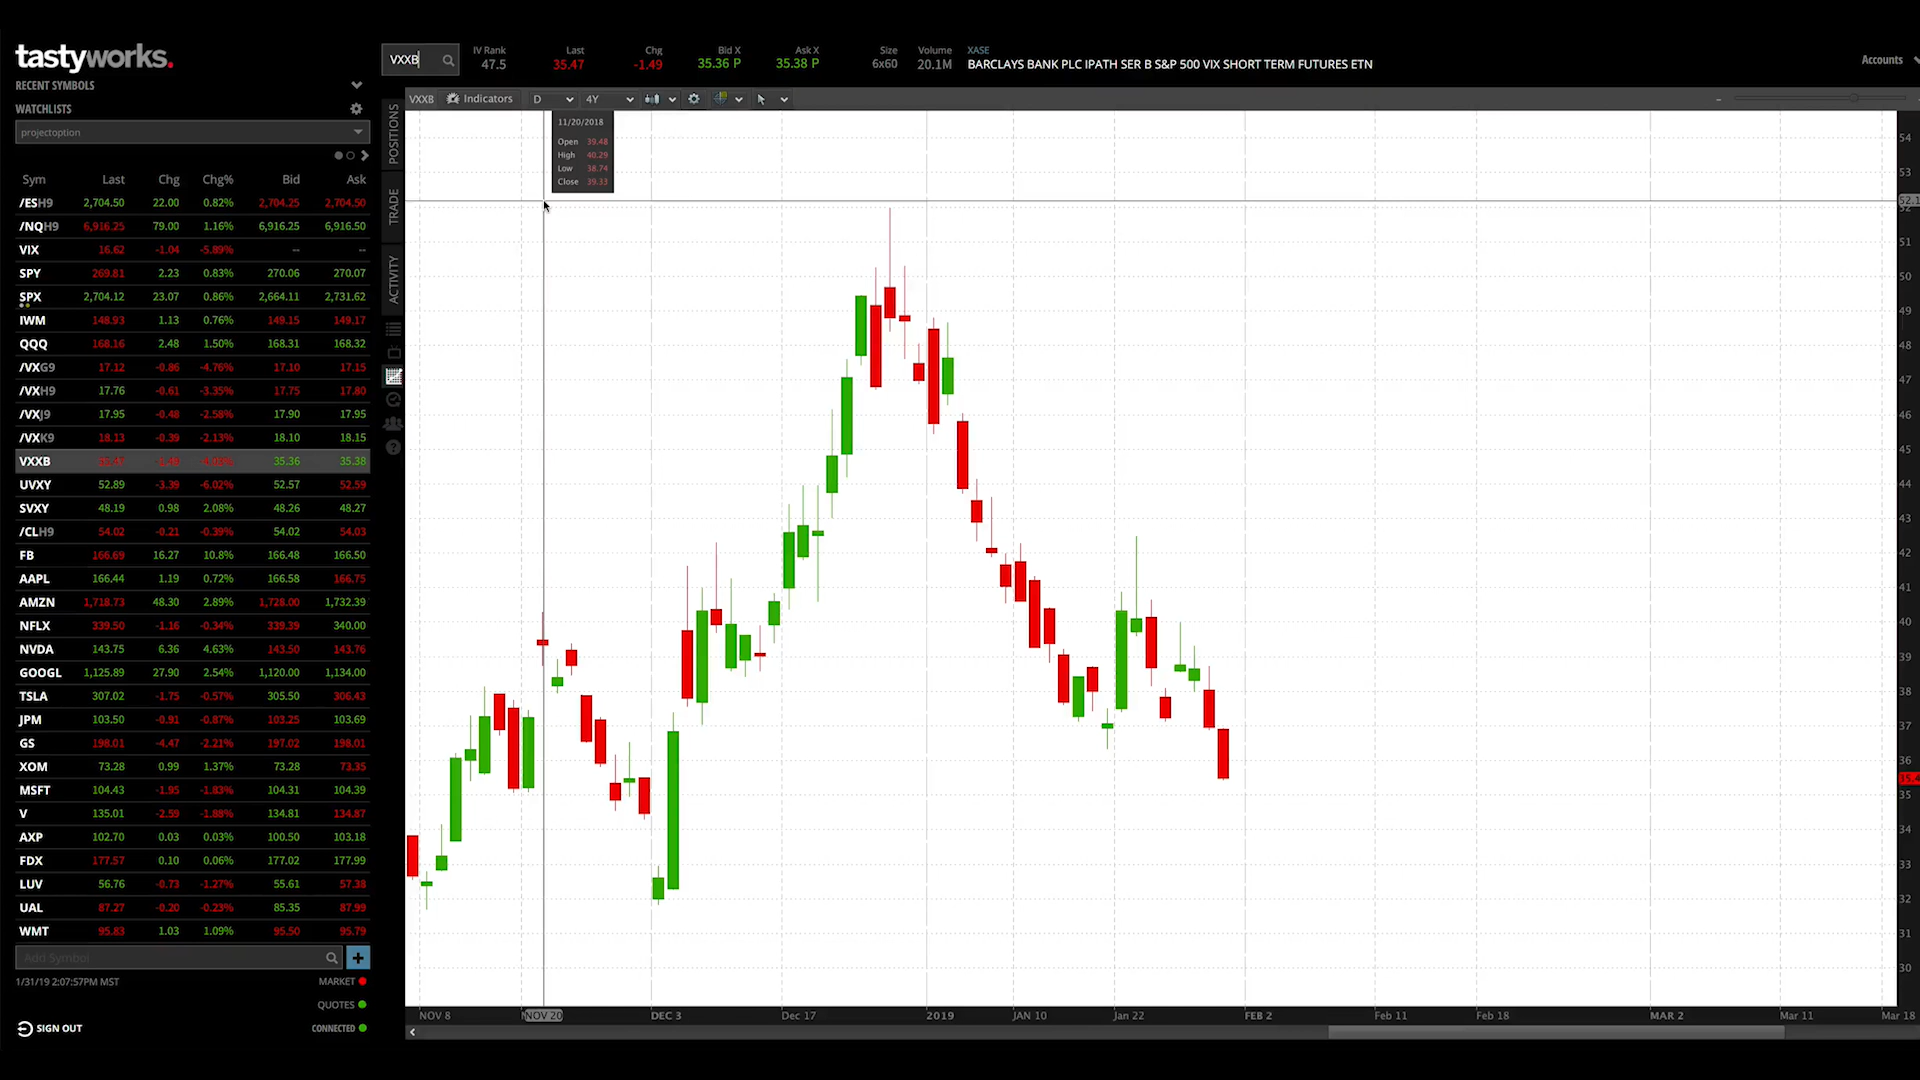 tastyworks.
RECENT SYMBOLS
WATCHLISTS
projectoption
Sym Last Chg Chg% Bid Ask
/ESH9 2,704.50 22.00 0.82% 2,704.25 2,704.50
/NQH9 6,916.25 79.00 1.16% 6,916.25 6,916.50
VIX 16.62 -1.04 -5.89% -- --
SPY 269.81 2.23 0.83% 270.06 270.07
SPX 2,704.12 23.07 0.86% 2,664.11 2,731.62
IWM 148.93 1.13 0.76% 149.15 149.17
QQQ 168.16 2.48 1.50% 168.31 168.32
/VXG9 17.12 -0.86 -4.76% 17.10 17.15
/VXH9 17.76 -0.61 -3.35% 17.75 17.80
/VXJ9 17.95 -0.48 -2.58% 17.90 17.95
/VXK9 18.13 -0.39 -2.13% 18.10 18.15
VXXB 35.36 35.38
UVXY 52.89 -3.39 -6.02% 52.57 52.59
SVXY 48.19 0.98 2.08% 48.26 48.27
/CLH9 54.02 -0.21 -0.39% 54.02 54.03
FB 166.69 16.27 10.8% 166.48 166.50
AAPL 166.44 1.19 0.72% 166.58 166.75
AMZN 1,718.73 48.30 2.89% 1,728.00 1,732.39
NFLX 339.50 -1.16 -0.34% 339.39 340.00
NVDA 143.75 6.36 4.63% 143.50 143.76
GOOGL 1,125.89 27.90 2.54% 1,120.00 1,134.00
TSLA 307.02 -1.75 -0.57% 305.50 306.43
JPM 103.50 -0.91 -0.87% 103.25 103.69
GS 198.01 -4.47 -2.21% 197.02 198.01
XOM 73.28 0.99 1.37% 73.28 73.35
MSFT 104.43 -1.95 -1.83% 104.31 104.39
V 135.01 -2.59 -1.88% 134.81 134.87
AXP 102.70 0.03 0.03% 100.50 103.18
FDX 177.57 0.10 0.06% 177.02 177.99
LUV 56.76 -0.73 -1.27% 55.61 57.38
UAL 87.27 -0.20 -0.23% 85.35 87.99
WMT 95.83 1.03 1.09% 95.50 95.79
Add Symbol
1/31/19 2:07:57PM MST MARKET
QUOTES
SIGN OUT CONNECTED
POSITIONS
TRADE
ACTIVITY
VXXB
IV Rank Last Chg Bid X Ask X Size Volume XASE
47.5 35.47 -1.49 35.36 P 35.38 P 6x60 20.1M BARCLAYS BANK PLC IPATH SER B S&P 500 VIX SHORT TERM FUTURES ETN
Accounts
VXXB Indicators D 4Y
11/20/2018
Open 39.48
High 40.29
Low 38.74
Close 39.33
54
53
52
51
50
49
48
47
46
45
44
43
42
41
40
39
38
37
36
35
34
33
32
31
30
NOV 8 NOV 20 DEC 3 Dec 17 2019 JAN 10 Jan 22 FEB 2 Feb 11 Feb 18 MAR 2 Mar 11 Mar 18